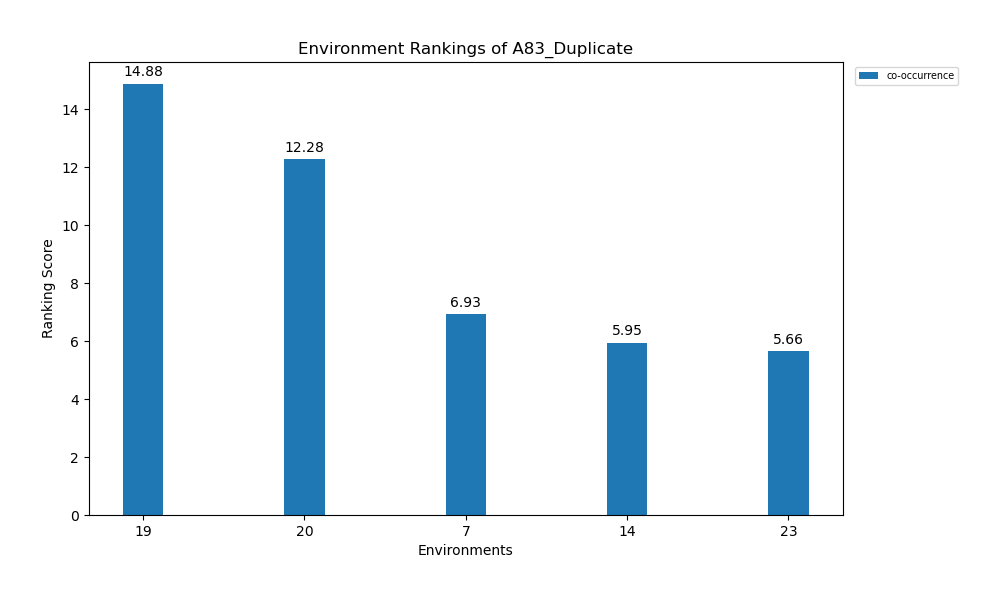 Environment Rankings of A83_Duplicate
co-occurrence
14.88
12.28
6.93
5.95
5.66
Ranking Score
14
12
10
8
6
4
2
0
19 20 7 14 23
Environments